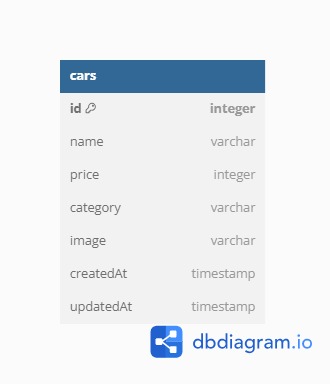 cars
id integer
name varchar
price integer
category varchar
image varchar
createdAt timestamp
updatedAt timestamp
dbdiagram.io